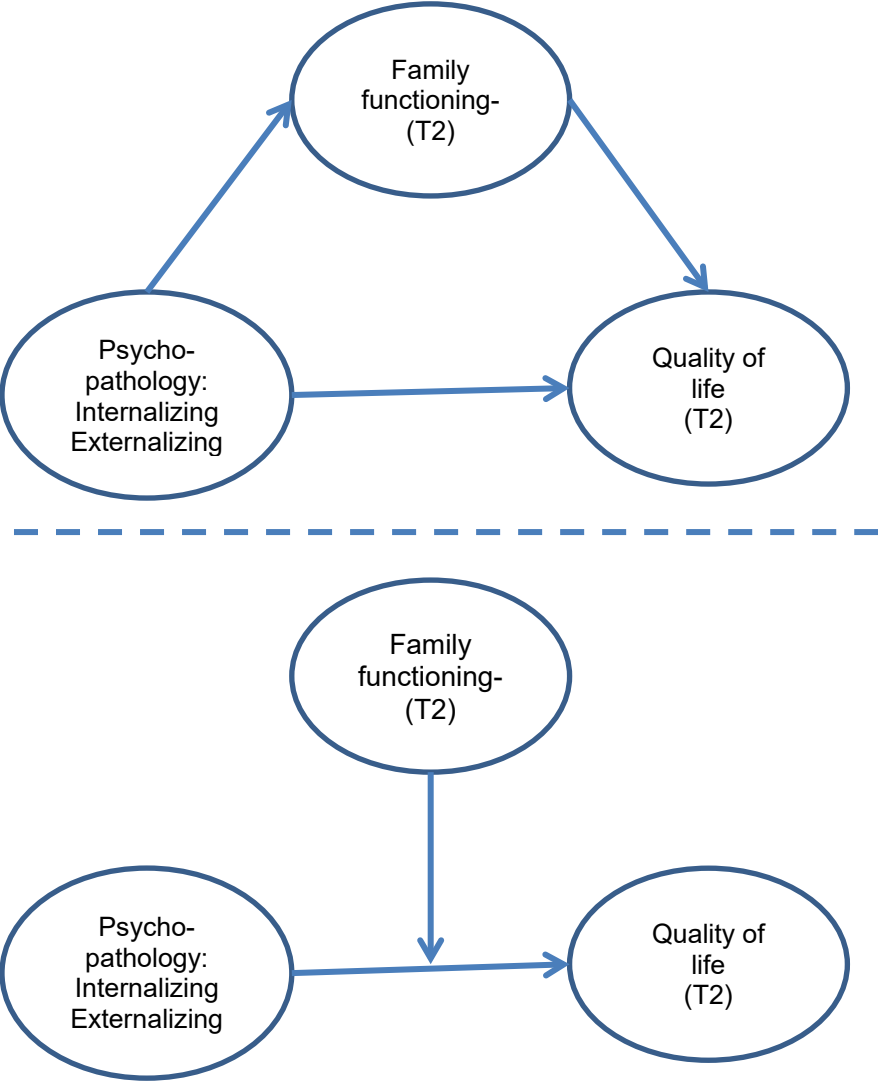 Family
functioning-
(T2)
Psycho-
pathology:
Internalizing
Externalizing
Quality of
life
(T2)
Family
functioning-
(T2)
Psycho-
pathology:
Internalizing
Externalizing
Quality of
life
(T2)